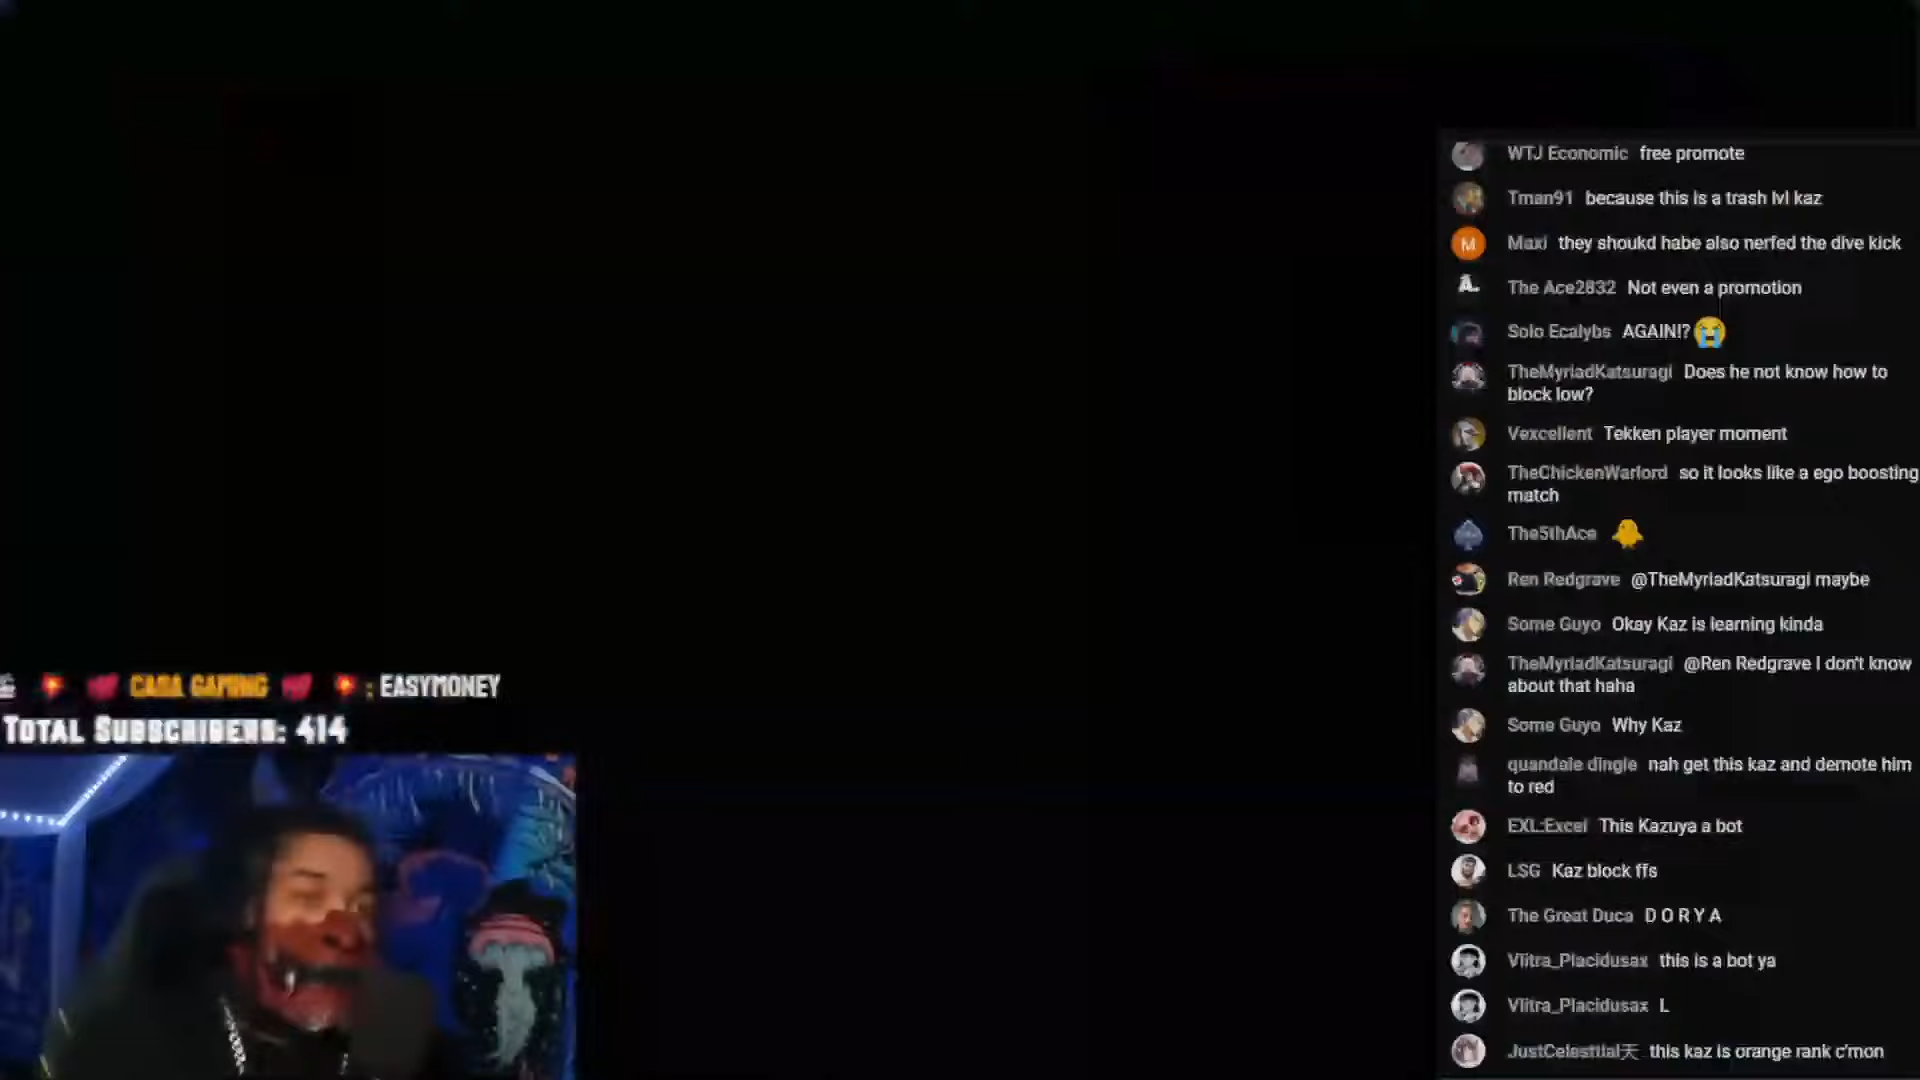 WTJ Economic free promote
Tman91 because this is a trash lvl kaz
M Maxi they shoukd habe also nerfed the dive kick
The Ace2832 Not even a promotion
Solo Ecalybs AGAIN!?
TheMyriadKatsuragi Does he not know how to
block low?
Vexcellent Tekken player moment
TheChickenWarlord so it looks like a ego boosting
match
The5thAce
Ren Redgrave @TheMyriadKatsuragi maybe
Some Guyo Okay Kaz is learning kinda
TheMyriadKatsuragi @Ren Redgrave I don't know
about that haha
Some Guyo Why Kaz
quandale dingle nah get this kaz and demote him
to red
EXL:Excel This Kazuya a bot
LSG Kaz block ffs
The Great Duca D O R Y A
Vlitra_Placidusax this is a bot ya
Vlitra_Placidusax L
JustCelestial天 this kaz is orange rank c'mon
GAMING : EASYMONEY
TOTAL SUBSCRIBERS: 414